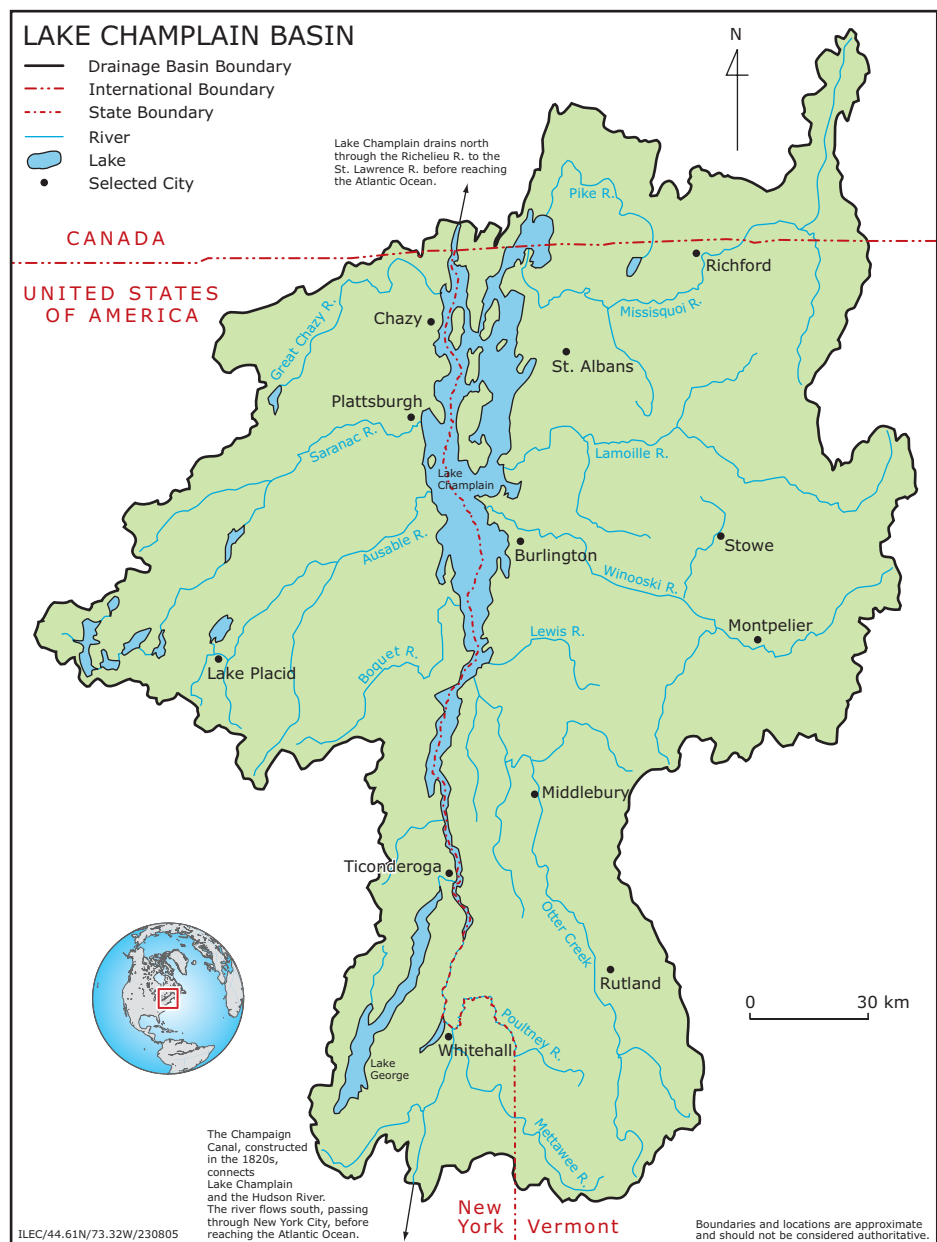 LAKE CHAMPLAIN BASIN
Drainage Basin Boundary
International Boundary
State Boundary
River
Lake
Selected City
N
Lake Champlain drains north
through the Richelieu R. to the
St. Lawrence R. before reaching
the Atlantic Ocean.
Pike R.
CANADA
UNITED STATES
OF AMERICA
Richford
Missisquoi R.
Great Chazy R.
Chazy
St. Albans
Plattsburgh
Saranac R.
Lamoille R.
Lake
Champlain
Ausable R.
Burlington
Stowe
Winooski R.
Montpelier
Lewis R.
Boquet R.
Lake Placid
Middlebury
Ticonderoga
Otter Creek
Rutland
0 30 km
Poultney R.
Whitehall
Lake
George
Mettawee R.
The Champaign
Canal, constructed
in the 1820s,
connects
Lake Champlain
and the Hudson River.
The river flows south, passing
through New York City, before
reaching the Atlantic Ocean.
New
York
Vermont
ILEC/44.61N/73.32W/230805
Boundaries and locations are approximate
and should not be considered authoritative.